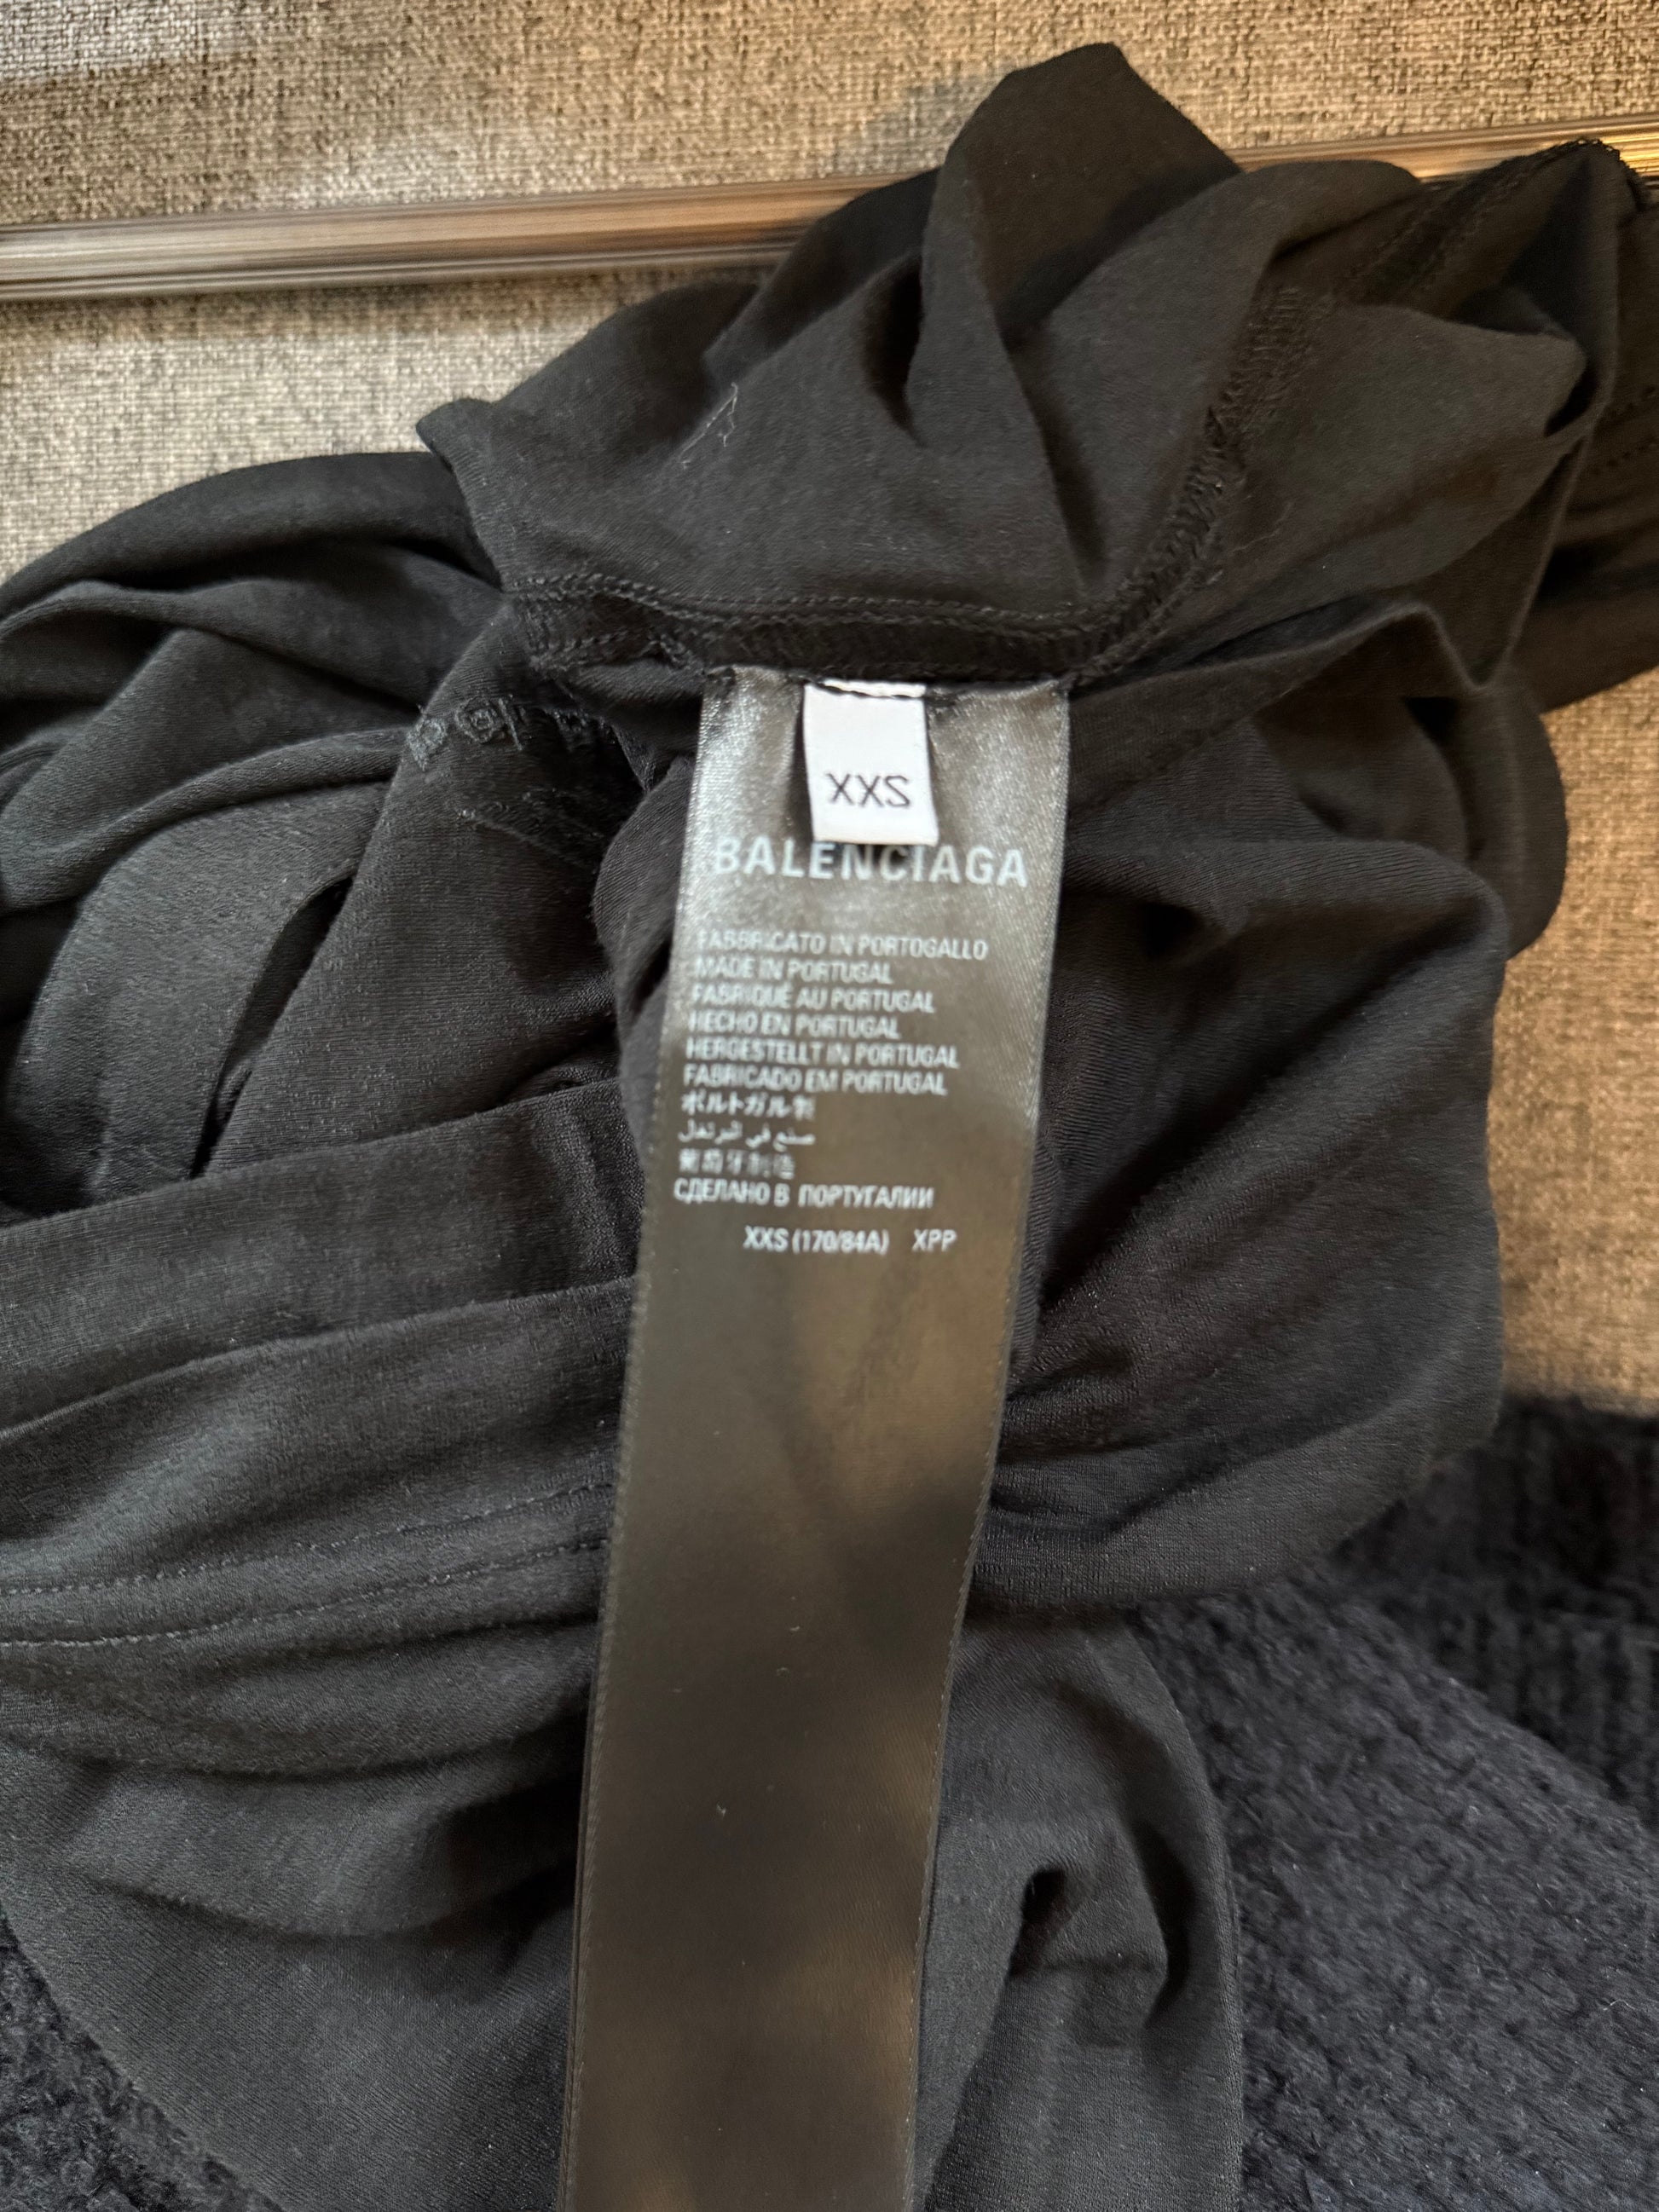 XXS
BALENCIAGA
FABBRICATO IN PORTOGALLO
MADE IN PORTUGAL
FABRIQUÉ AU PORTUGAL
HECHO EN PORTUGAL
HERGESTELLT IN PORTUGAL
FABRICADO EM PORTUGAL
ポルトガル製
صنع في البرتغال
葡萄牙制造
СДЕЛАНО В ПОРТУГАЛИИ
XXS (170/84A) XPP